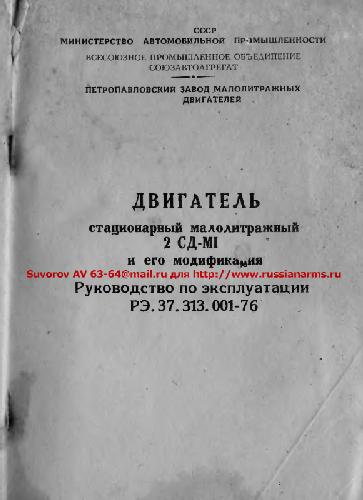 СССР
МИНИСТЕРСТВО АВТОМОБИЛЬНОЙ ПРОМЫШЛЕННОСТИ
ВСЕСОЮЗНОЕ ПРОМЫШЛЕННОЕ ОБЪЕДИНЕНИЕ
СОЮЗАВТОАГРЕГАТ
ПЕТРОПАВЛОВСКИЙ ЗАВОД МАЛОЛИТРАЖНЫХ
ДВИГАТЕЛЕЙ
ДВИГАТЕЛЬ
стационарный малолитражный
2 СД-М1
и его модификация
Suvorov AV 63-64@mail.ru для http://www.russianarms.ru
Руководство по эксплуатации
РЭ.37.313.001-76